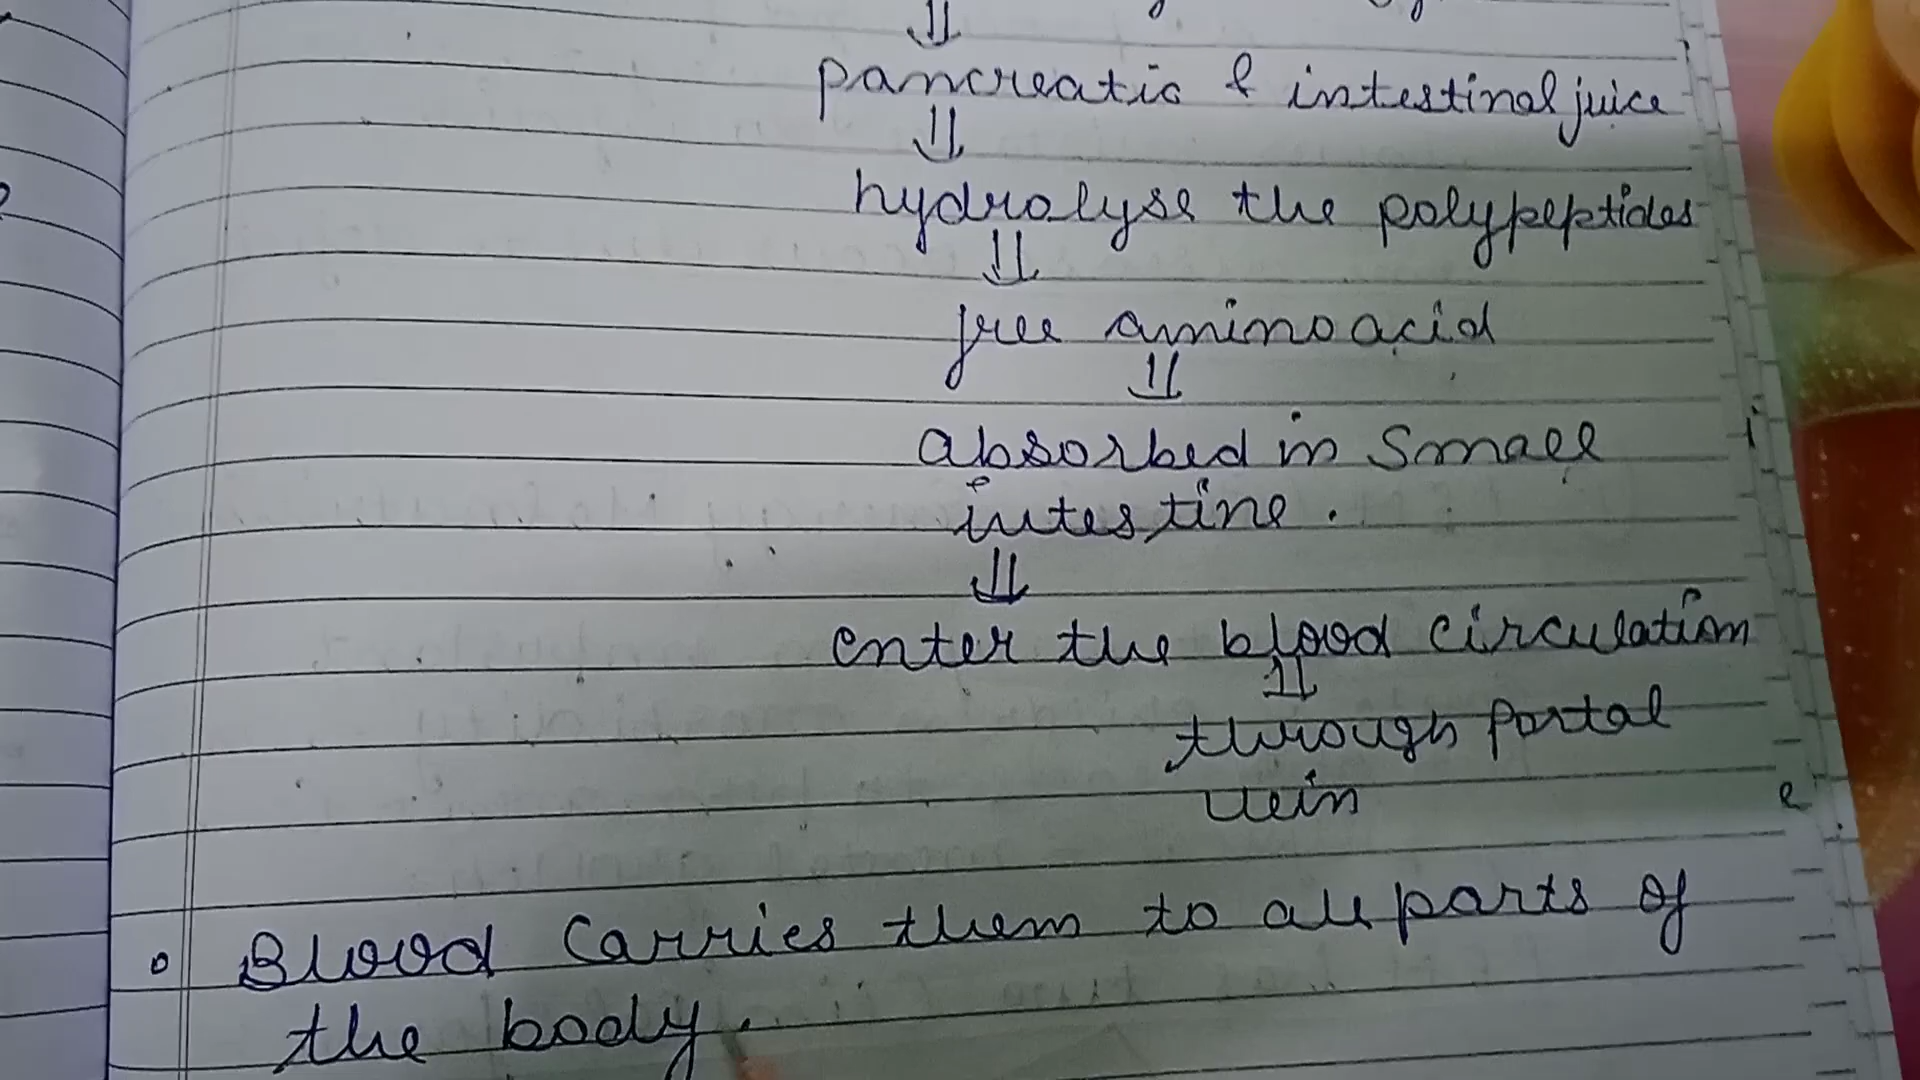 ⇓
pancreatic & intestinal juice
⇓
hydrolyse the polypeptides
⇓
free amino acid
⇓
absorbed in small
intestine.
⇓
enter the blood circulation
⇓
through portal
vein
Blood carries them to all parts of
the body.